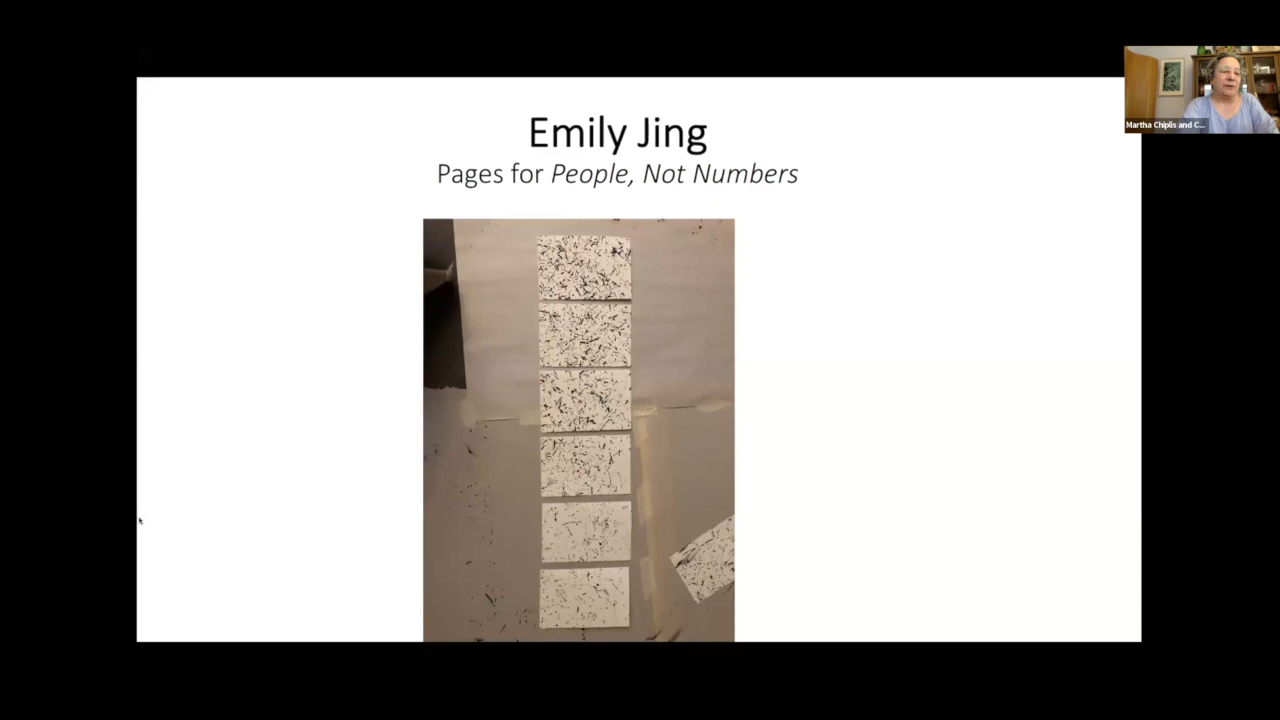 Emily Jing
Pages for People, Not Numbers
Martha Chiplis and C...